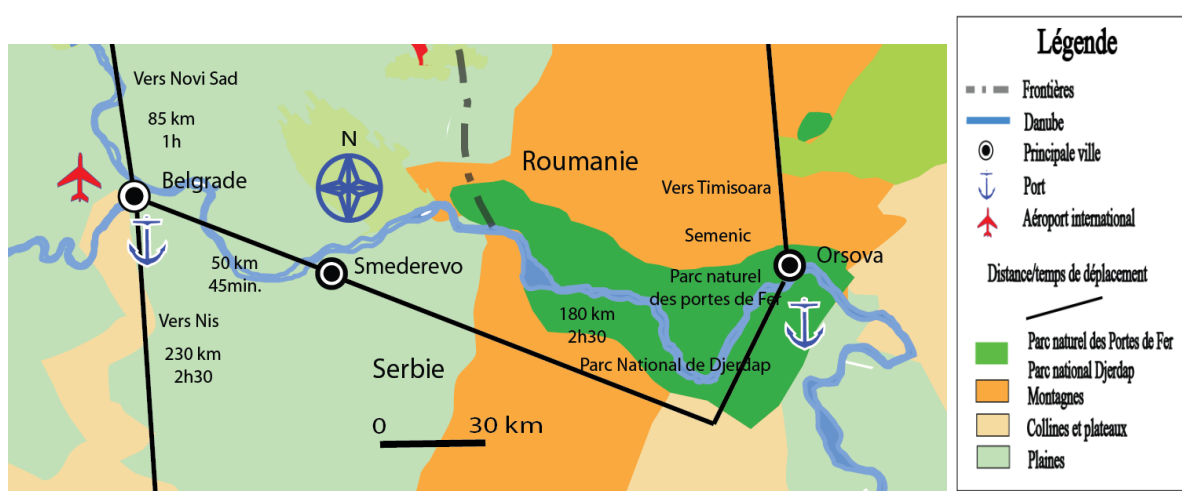 Vers Novi Sad
85 km
1h
Belgrade
N
Roumanie
Vers Timisoara
Semenic
Orsova
Parc naturel
des portes de Fer
50 km
45min.
Smederevo
180 km
2h30
Vers Nis
230 km
2h30
Serbie
Parc National de Djerdap
0 30 km
Légende
Frontières
Danube
Principale ville
Port
Aéroport international
Distance/temps de déplacement
Parc naturel des Portes de Fer
Parc national Djerdap
Montagnes
Collines et plateaux
Plaines